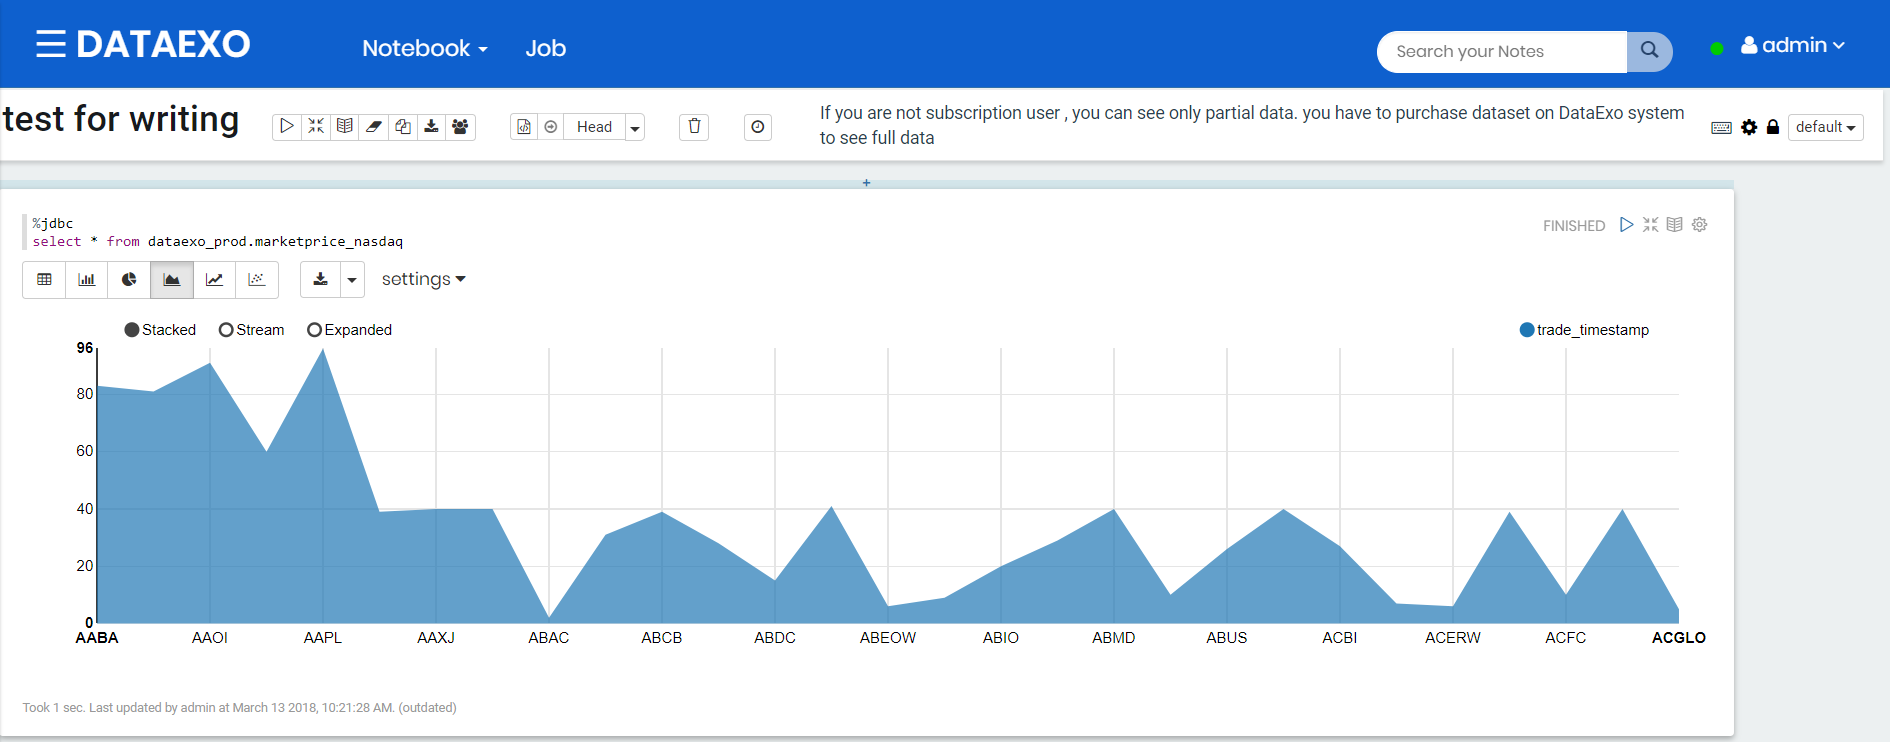 DATAEXO
Notebook
Job
Search your Notes
admin
test for writing
Head
If you are not subscription user , you can see only partial data. you have to purchase dataset on DataExo system
to see full data
default
+
%jdbc
select * from dataexo_prod.marketprice_nasdaq
FINISHED
settings
Stacked Stream Expanded
trade_timestamp
96
80
60
40
20
0
AABA AAOI AAPL AAXJ ABAC ABCB ABDC ABEOW ABIO ABMD ABUS ACBI ACERW ACFC ACGLO
Took 1 sec. Last updated by admin at March 13 2018, 10:21:28 AM. (outdated)